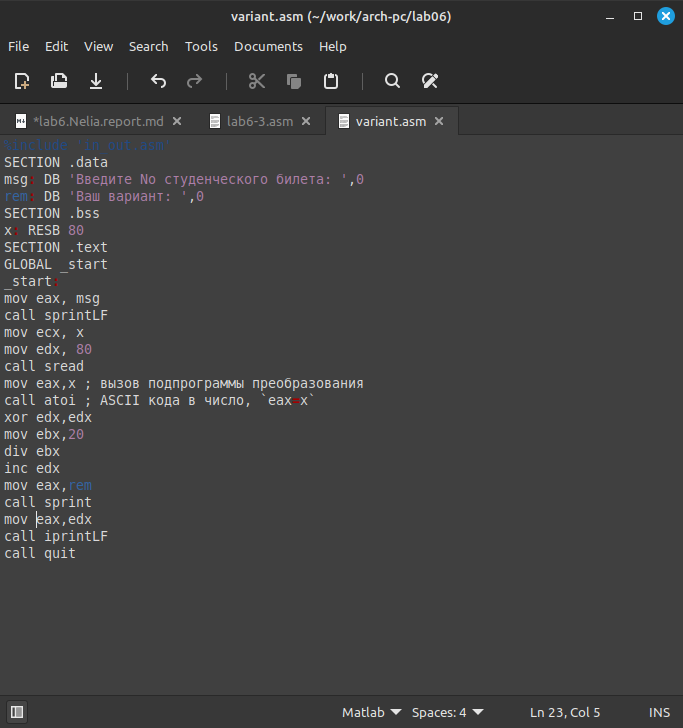 variant.asm (~/work/arch-pc/lab06)
File Edit View Search Tools Documents Help
*lab6.Nelia.report.md lab6-3.asm variant.asm
%include 'in_out.asm'
SECTION .data
msg: DB 'Введите No студенческого билета: ',0
rem: DB 'Ваш вариант: ',0
SECTION .bss
x: RESB 80
SECTION .text
GLOBAL _start
_start:
mov eax, msg
call sprintLF
mov ecx, x
mov edx, 80
call sread
mov eax,x ; вызов подпрограммы преобразования
call atoi ; ASCII кода в число, `eax=x`
xor edx,edx
mov ebx,20
div ebx
inc edx
mov eax,rem
call sprint
mov eax,edx
call iprintLF
call quit
Matlab Spaces: 4 Ln 23, Col 5 INS